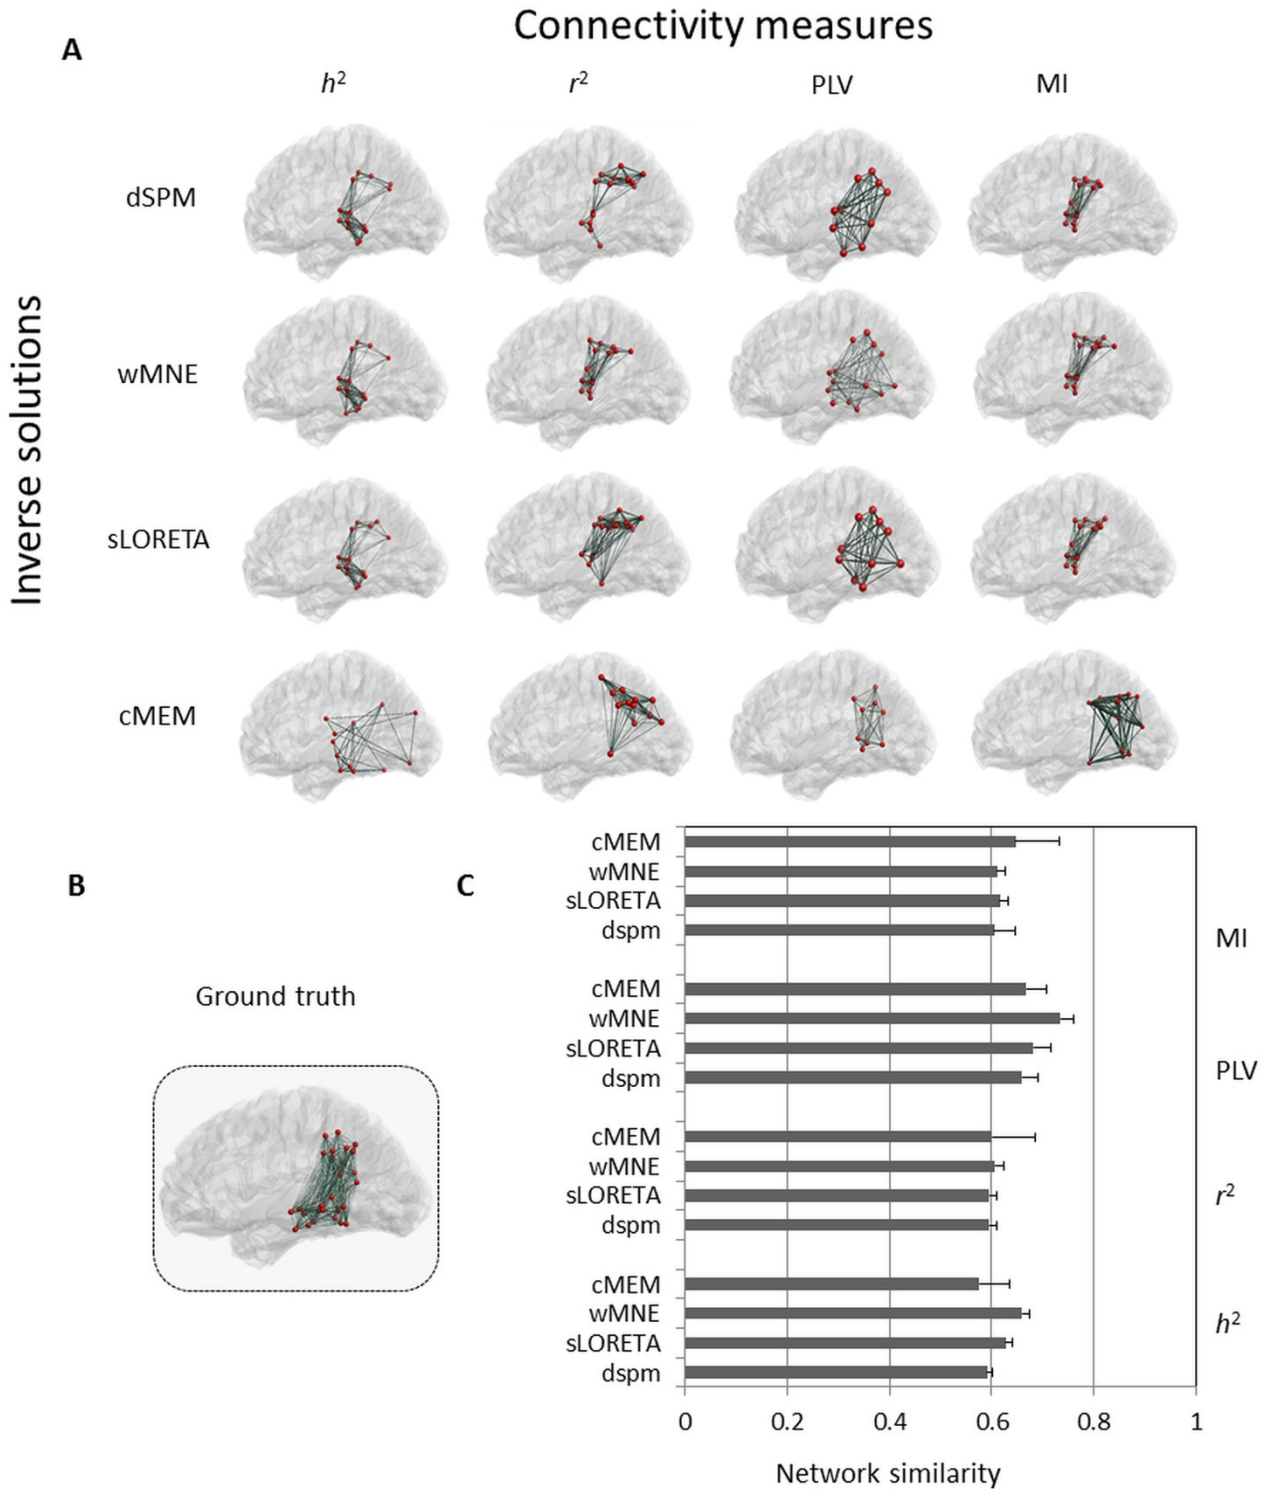 Connectivity measures
A
h²
r²
PLV
MI
Inverse solutions
dSPM
wMNE
sLORETA
cMEM
B
Ground truth
C
cMEM
wMNE
sLORETA
dspm
MI
cMEM
wMNE
sLORETA
dspm
PLV
cMEM
wMNE
sLORETA
dspm
r²
cMEM
wMNE
sLORETA
dspm
h²
0 0.2 0.4 0.6 0.8 1
Network similarity